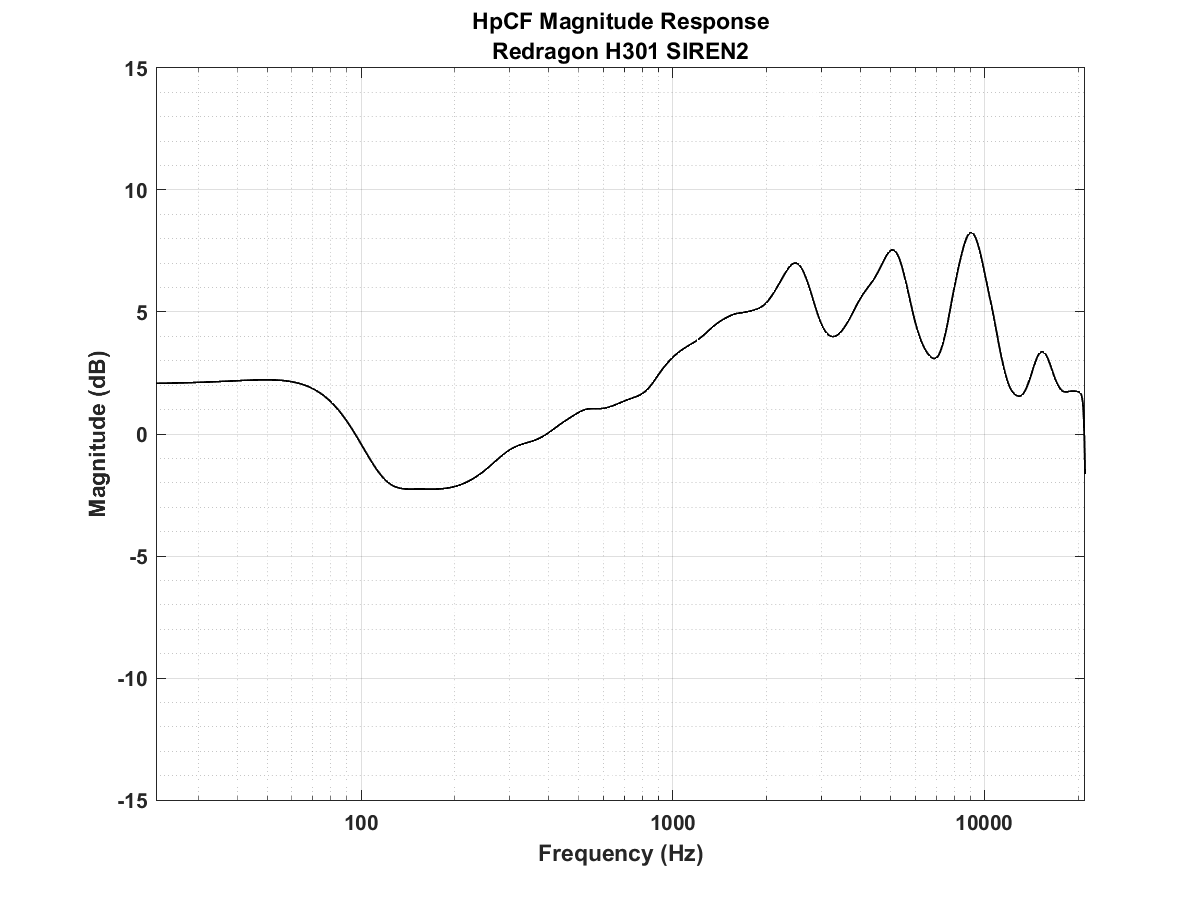 HpCF Magnitude Response
Redragon H301 SIREN2
15
10
5
0
-5
-10
-15
Magnitude (dB)
100
1000
10000
Frequency (Hz)